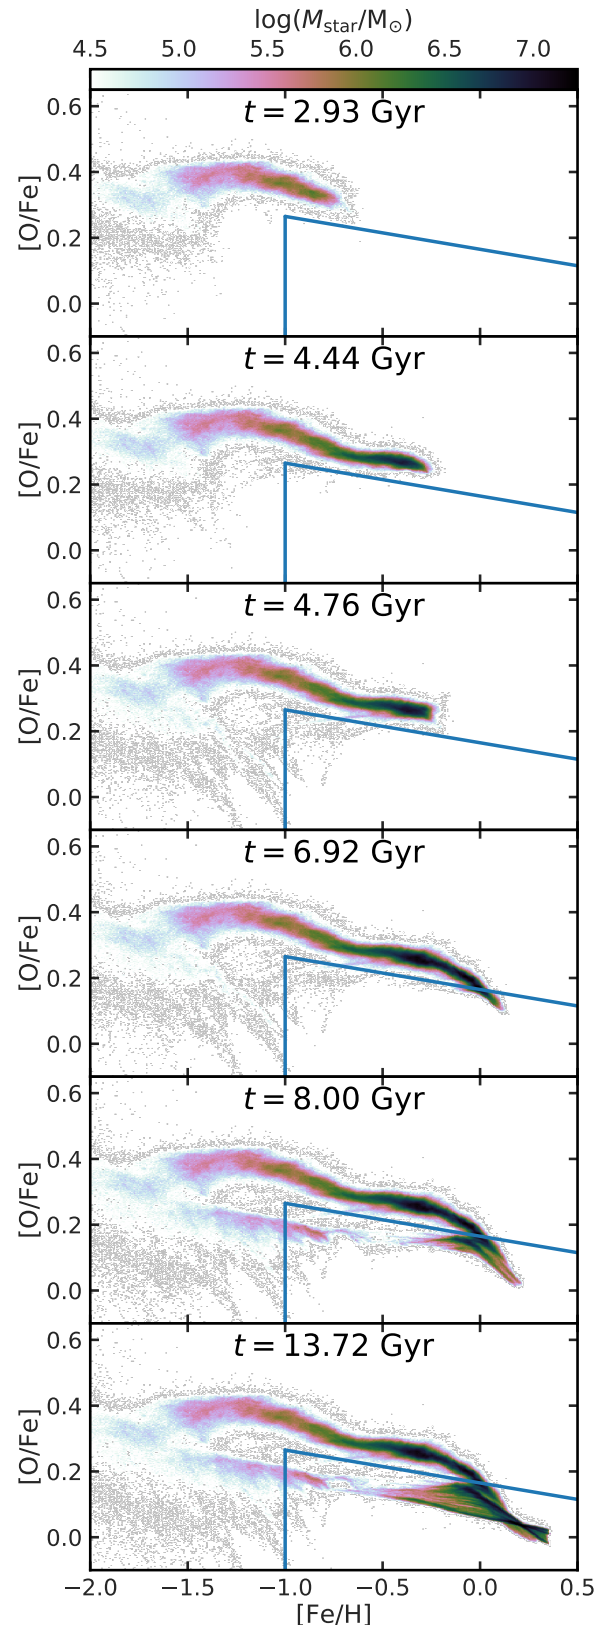 log(M_star/M_⊙)
4.5 5.0 5.5 6.0 6.5 7.0
t = 2.93 Gyr
0.6
0.4
0.2
0.0
[O/Fe]
t = 4.44 Gyr
0.6
0.4
0.2
0.0
[O/Fe]
t = 4.76 Gyr
0.6
0.4
0.2
0.0
[O/Fe]
t = 6.92 Gyr
0.6
0.4
0.2
0.0
[O/Fe]
t = 8.00 Gyr
0.6
0.4
0.2
0.0
[O/Fe]
t = 13.72 Gyr
0.6
0.4
0.2
0.0
[O/Fe]
−2.0 −1.5 −1.0 −0.5 0.0 0.5
[Fe/H]